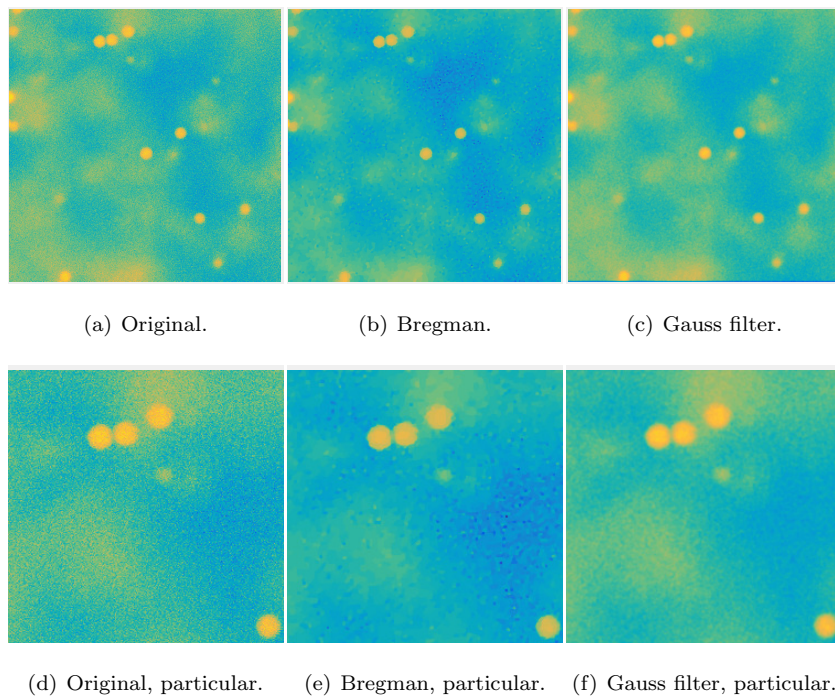 (a) Original.
(b) Bregman.
(c) Gauss filter.
(d) Original, particular.
(e) Bregman, particular.
(f) Gauss filter, particular.